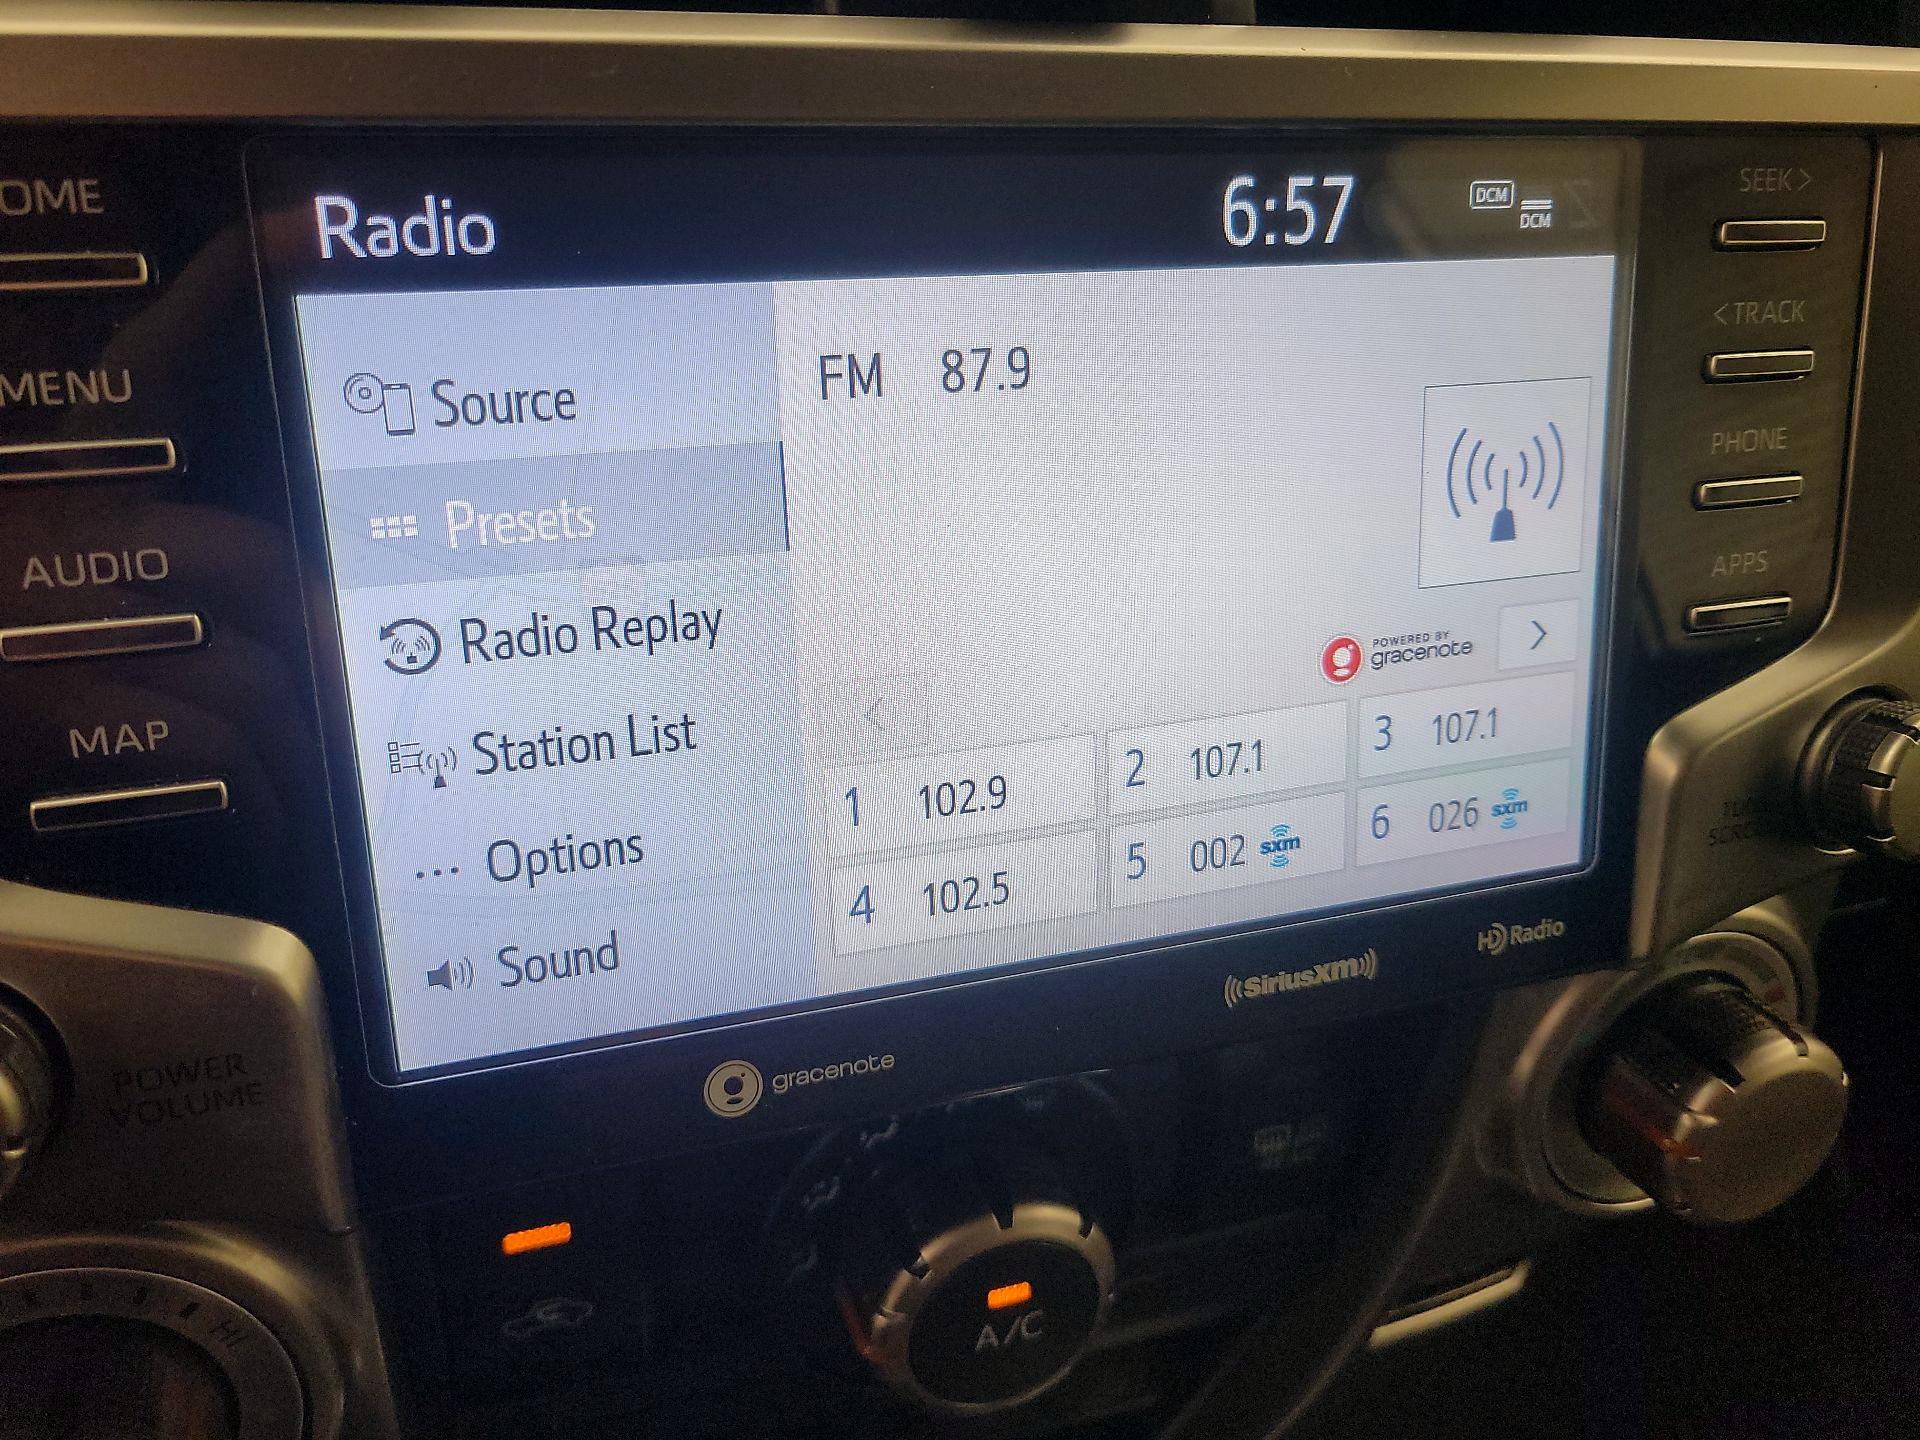 Radio
6:57
DCM
DCM
OME
MENU
AUDIO
MAP
POWER
VOLUME
Source
Presets
Radio Replay
Station List
... Options
Sound
FM 87.9
POWERED BY
gracenote
1 102.9
2 107.1
3 107.1
4 102.5
5 002 sxm
6 026 sxm
SEEK >
< TRACK
PHONE
APPS
gracenote
SiriusXM
HD Radio
A/C
HI